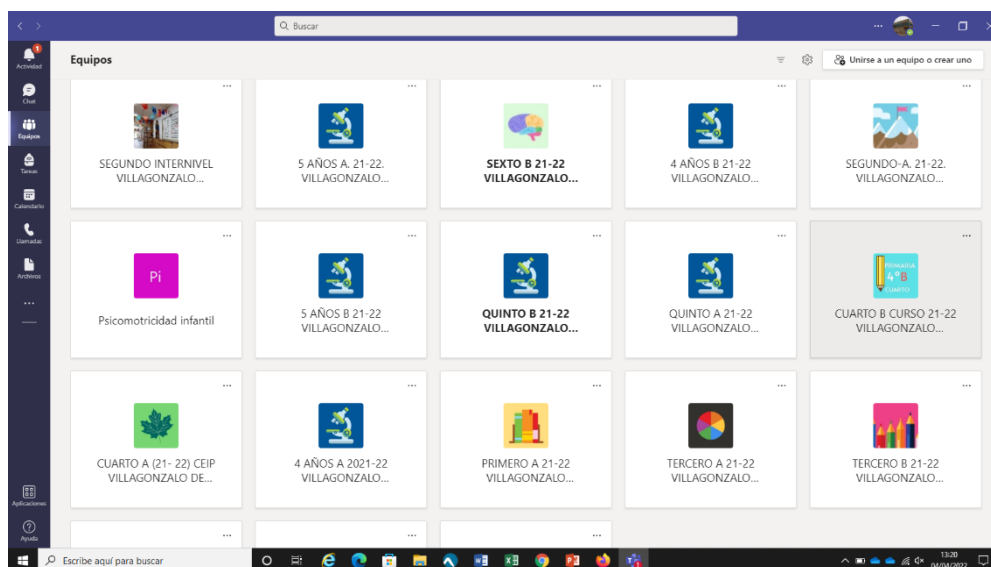 Buscar
Actividad
Chat
Equipos
Tareas
Calendario
Llamadas
Archivos
Aplicaciones
Ayuda
Equipos
Unirse a un equipo o crear uno
SEGUNDO INTERNIVEL
VILLAGONZALO...
5 AÑOS A. 21-22.
VILLAGONZALO...
SEXTO B 21-22
VILLAGONZALO...
4 AÑOS B 21-22
VILLAGONZALO...
SEGUNDO-A. 21-22.
VILLAGONZALO...
Pi
Psicomotricidad infantil
5 AÑOS B 21-22
VILLAGONZALO...
QUINTO B 21-22
VILLAGONZALO...
QUINTO A 21-22
VILLAGONZALO...
PRIMARIA
4ºB
CUARTO
CUARTO B CURSO 21-22
VILLAGONZALO...
CUARTO A (21- 22) CEIP
VILLAGONZALO DE...
4 AÑOS A 2021-22
VILLAGONZALO...
PRIMERO A 21-22
VILLAGONZALO...
TERCERO A 21-22
VILLAGONZALO...
TERCERO B 21-22
VILLAGONZALO...
Escribe aquí para buscar
13:20
04/04/2022